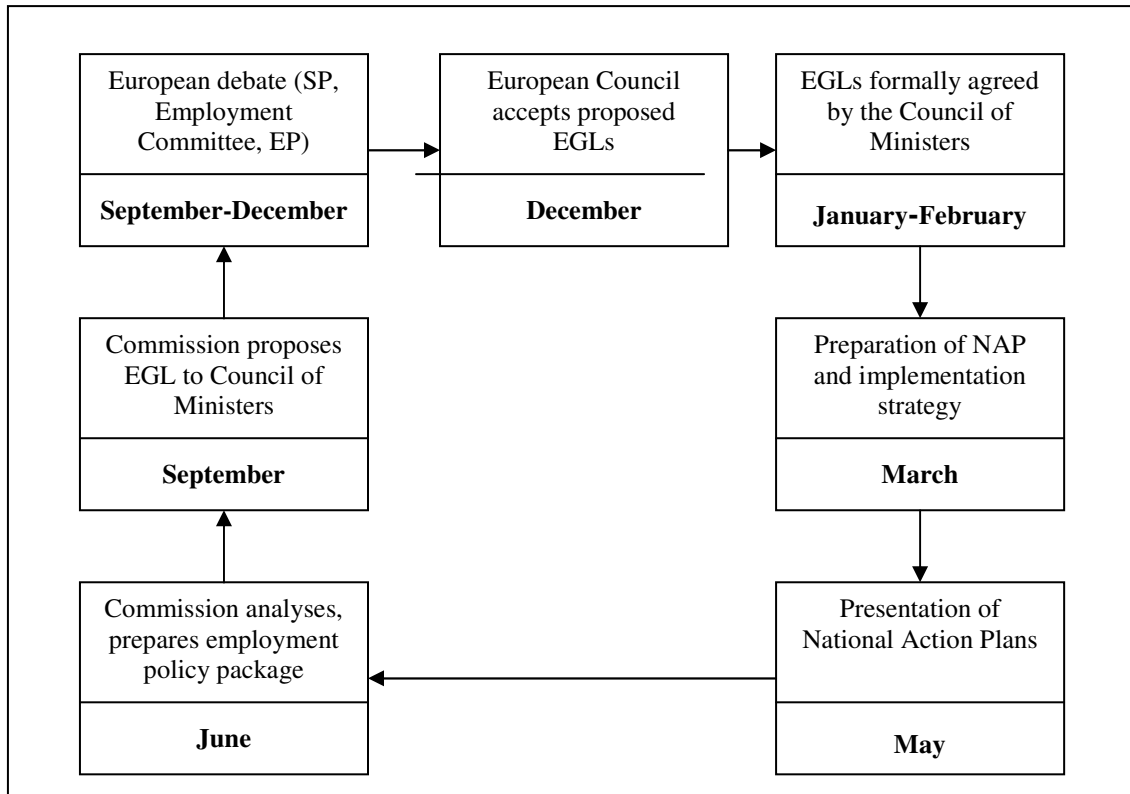 European debate (SP,
Employment
Committee, EP)
September-December
European Council
accepts proposed
EGLs
December
EGLs formally agreed
by the Council of
Ministers
January-February
Commission proposes
EGL to Council of
Ministers
September
Preparation of NAP
and implementation
strategy
March
Commission analyses,
prepares employment
policy package
June
Presentation of
National Action Plans
May